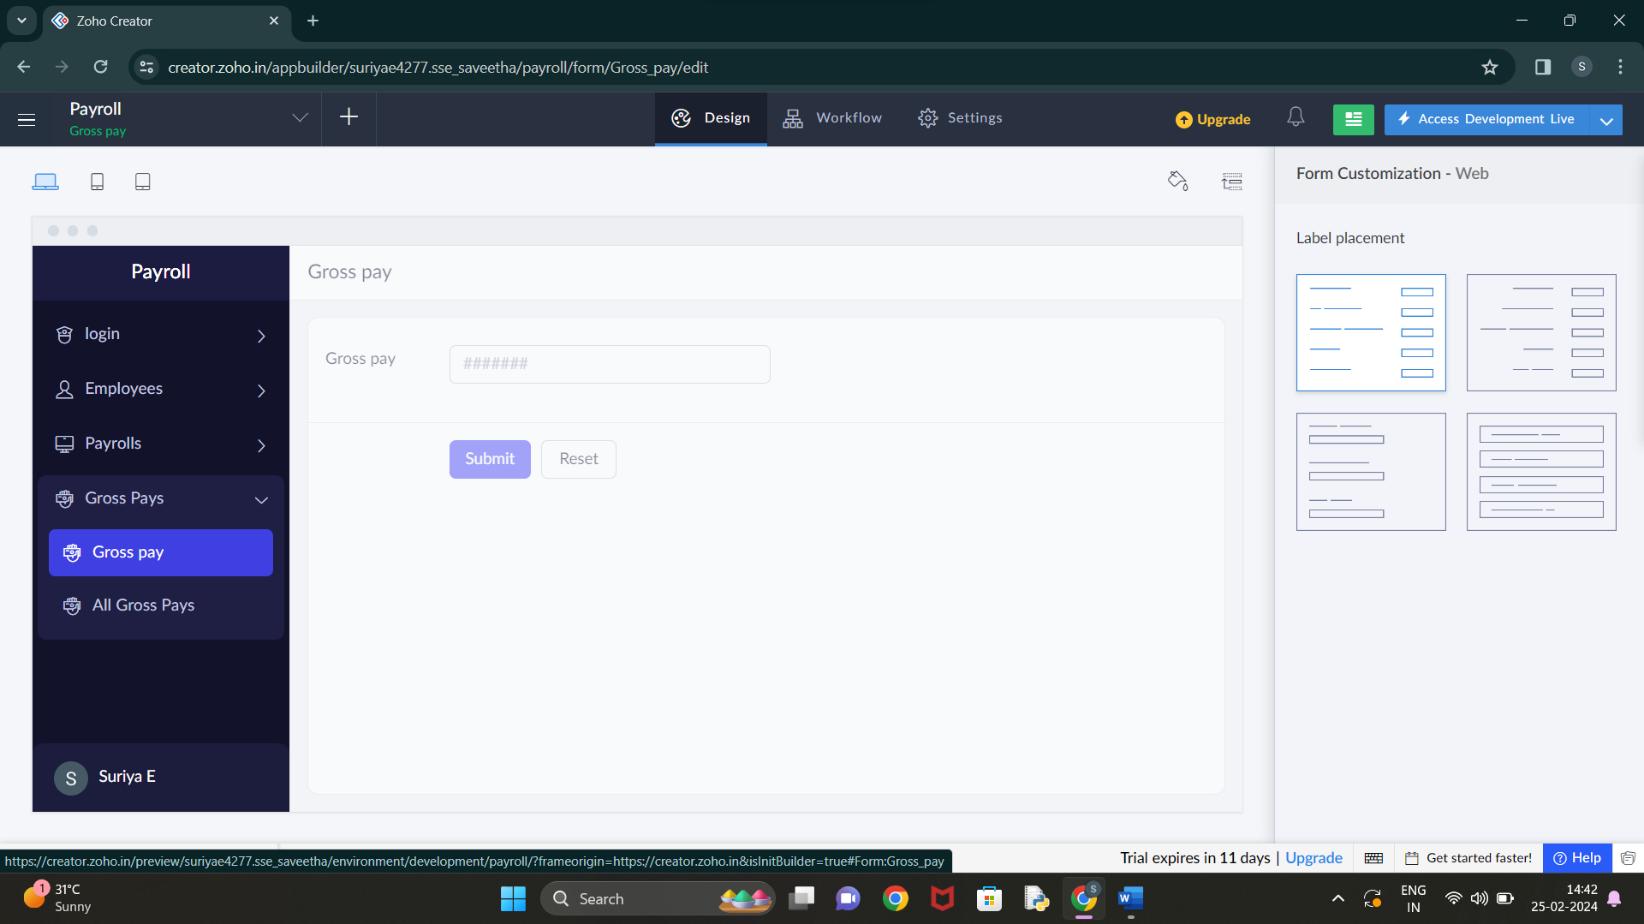 Zoho Creator
creator.zoho.in/appbuilder/suriyae4277.sse_saveetha/payroll/form/Gross_pay/edit
S
Payroll
Gross pay
Design
Workflow
Settings
Upgrade
Access Development Live
Form Customization - Web
Label placement
Payroll
login
Employees
Payrolls
Gross Pays
Gross pay
All Gross Pays
S Suriya E
Gross pay
Gross pay
#######
Submit
Reset
https://creator.zoho.in/preview/suriyae4277.sse_saveetha/environment/development/payroll/?frameorigin=https://creator.zoho.in&isInitBuilder=true#Form:Gross_pay
Trial expires in 11 days | Upgrade
Get started faster!
Help
1
31°C
Sunny
Search
S
W
ENG
IN
14:42
25-02-2024